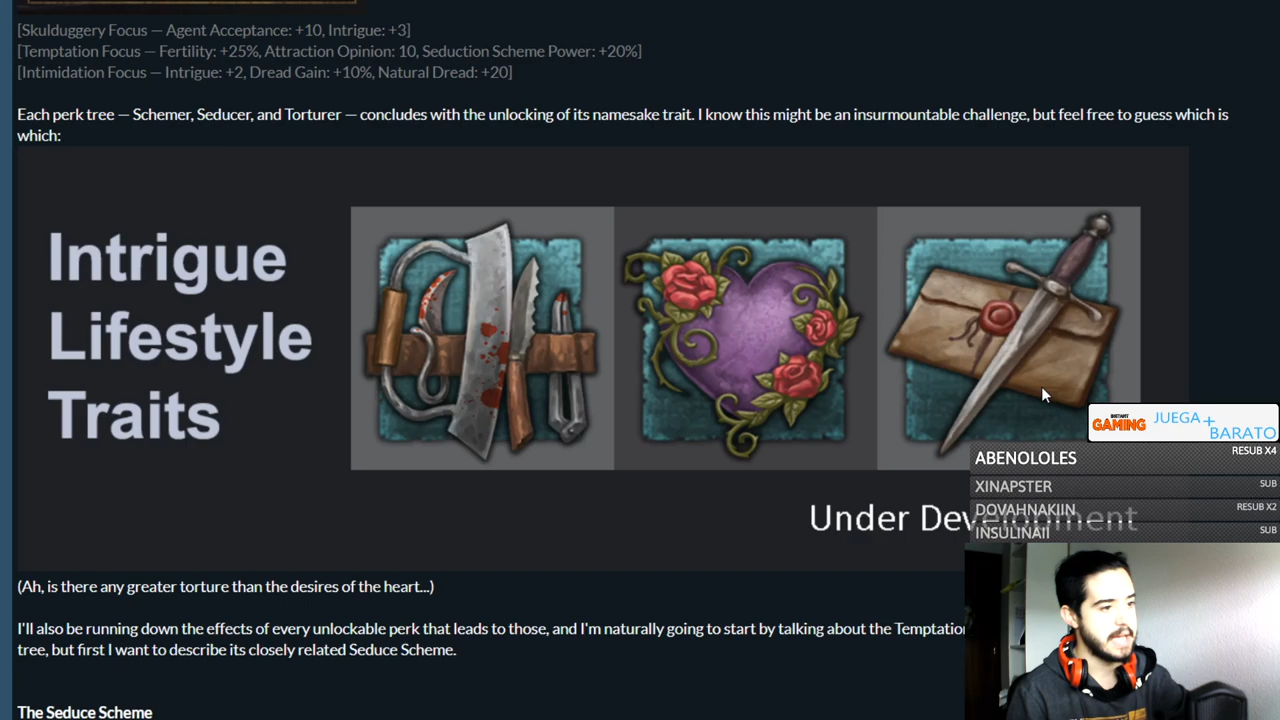 [Skulduggery Focus — Agent Acceptance: +10, Intrigue: +3]
[Temptation Focus — Fertility: +25%, Attraction Opinion: 10, Seduction Scheme Power: +20%]
[Intimidation Focus — Intrigue: +2, Dread Gain: +10%, Natural Dread: +20]
Each perk tree — Schemer, Seducer, and Torturer — concludes with the unlocking of its namesake trait. I know this might be an insurmountable challenge, but feel free to guess which is
which:
Intrigue
Lifestyle
Traits
Under Development
INSTANT GAMING JUEGA+
BARATO
ABENOLOLES RESUB X4
XINAPSTER SUB
DOVAHNAKIIN RESUB X2
INSULINAII SUB
(Ah, is there any greater torture than the desires of the heart...)
I'll also be running down the effects of every unlockable perk that leads to those, and I'm naturally going to start by talking about the Temptation
tree, but first I want to describe its closely related Seduce Scheme.
The Seduce Scheme